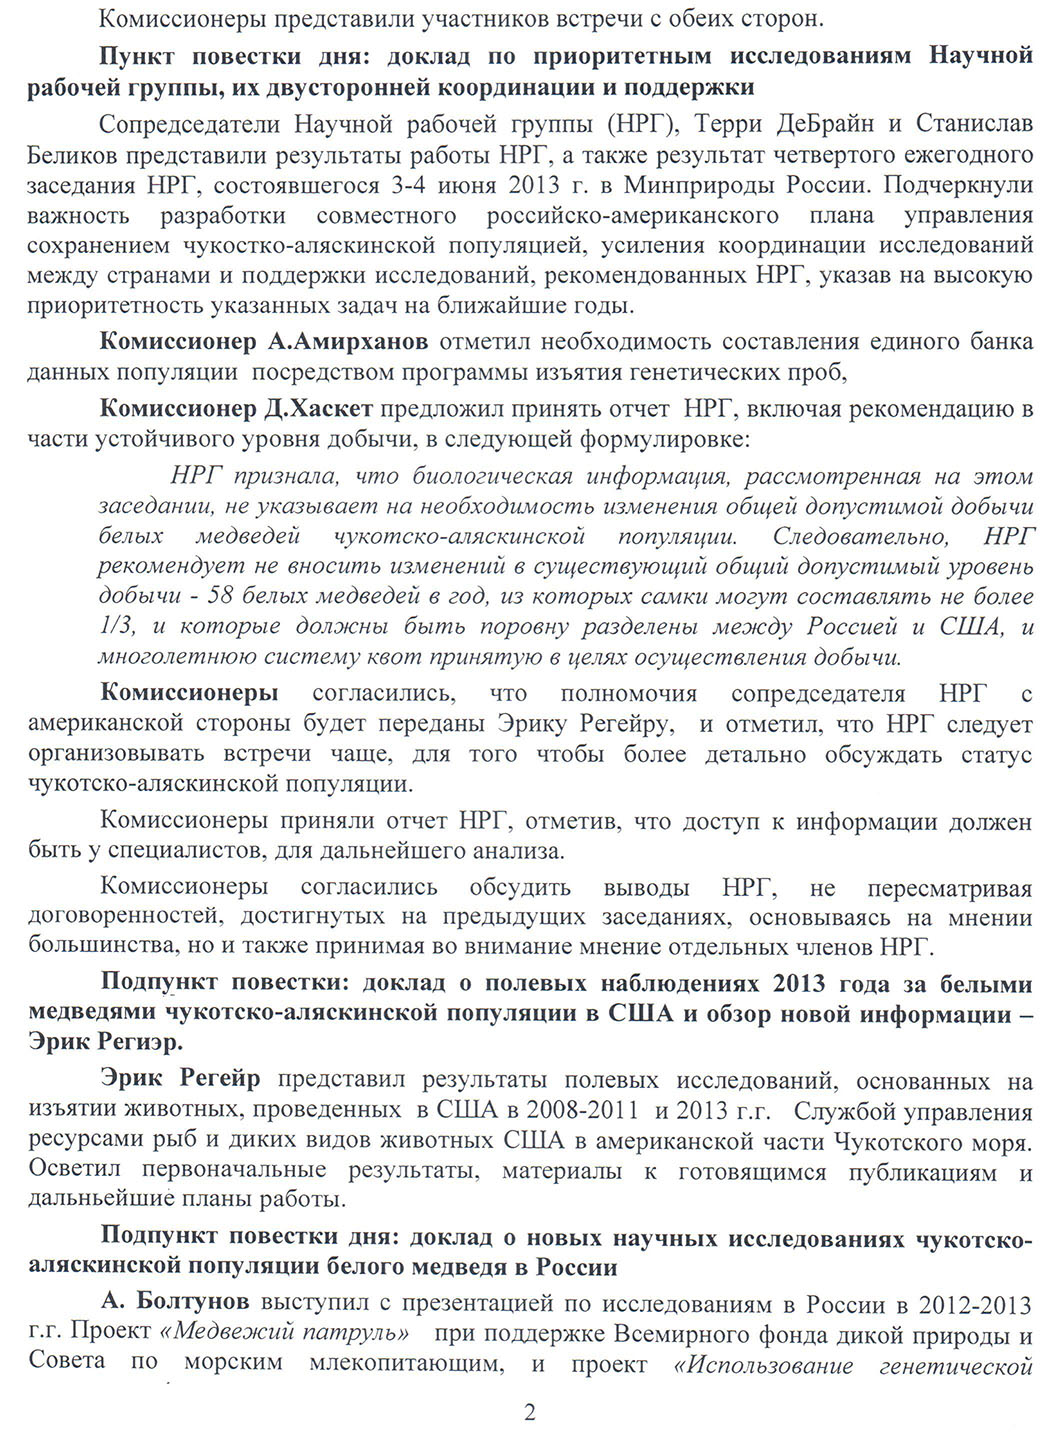 Комиссионеры представили участников встречи с обеих сторон.
Пункт повестки дня: доклад по приоритетным исследованиям Научной
рабочей группы, их двусторонней координации и поддержки
Сопредседатели Научной рабочей группы (НРГ), Терри ДеБрайн и Станислав
Беликов представили результаты работы НРГ, а также результат четвертого ежегодного
заседания НРГ, состоявшегося 3-4 июня 2013 г. в Минприроды России. Подчеркнули
важность разработки совместного российско-американского плана управления
сохранением чукостко-аляскинской популяцией, усиления координации исследований
между странами и поддержки исследований, рекомендованных НРГ, указав на высокую
приоритетность указанных задач на ближайшие годы.
Комиссионер А.Амирханов отметил необходимость составления единого банка
данных популяции посредством программы изъятия генетических проб,
Комиссионер Д.Хаскет предложил принять отчет НРГ, включая рекомендацию в
части устойчивого уровня добычи, в следующей формулировке:
НРГ признала, что биологическая информация, рассмотренная на этом
заседании, не указывает на необходимость изменения общей допустимой добычи
белых медведей чукотско-аляскинской популяции. Следовательно, НРГ
рекомендует не вносить изменений в существующий общий допустимый уровень
добычи - 58 белых медведей в год, из которых самки могут составлять не более
1/3, и которые должны быть поровну разделены между Россией и США, и
многолетнюю систему квот принятую в целях осуществления добычи.
Комиссионеры согласились, что полномочия сопредседателя НРГ с
американской стороны будет переданы Эрику Регейру, и отметил, что НРГ следует
организовывать встречи чаще, для того чтобы более детально обсуждать статус
чукотско-аляскинской популяции.
Комиссионеры приняли отчет НРГ, отметив, что доступ к информации должен
быть у специалистов, для дальнейшего анализа.
Комиссионеры согласились обсудить выводы НРГ, не пересматривая
договоренностей, достигнутых на предыдущих заседаниях, основываясь на мнении
большинства, но и также принимая во внимание мнение отдельных членов НРГ.
Подпункт повестки: доклад о полевых наблюдениях 2013 года за белыми
медведями чукотско-аляскинской популяции в США и обзор новой информации –
Эрик Региэр.
Эрик Регейр представил результаты полевых исследований, основанных на
изъятии животных, проведенных в США в 2008-2011 и 2013 г.г. Службой управления
ресурсами рыб и диких видов животных США в американской части Чукотского моря.
Осветил первоначальные результаты, материалы к готовящимся публикациям и
дальньейшие планы работы.
Подпункт повестки дня: доклад о новых научных исследованиях чукотско-
аляскинской популяции белого медведя в России
А. Болтунов выступил с презентацией по исследованиям в России в 2012-2013
г.г. Проект «Медвежий патруль» при поддержке Всемирного фонда дикой природы и
Совета по морским млекопитающим, и проект «Использование генетической
2